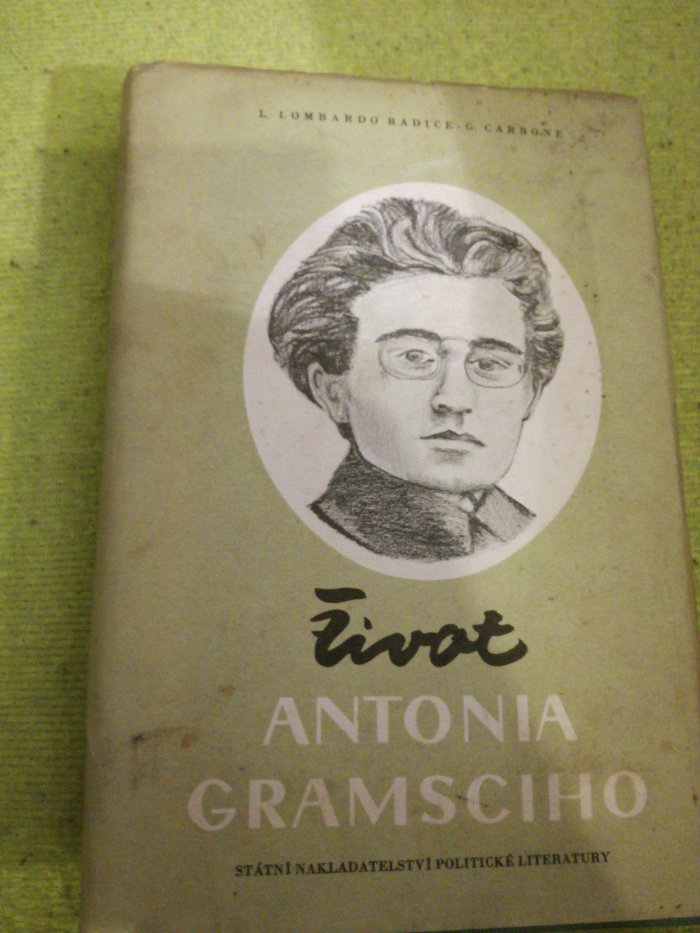 L. LOMBARDO RADICE - G. CARBONE
Život
ANTONIA
GRAMSCIHO
STÁTNÍ NAKLADATELSTVÍ POLITICKÉ LITERATURY